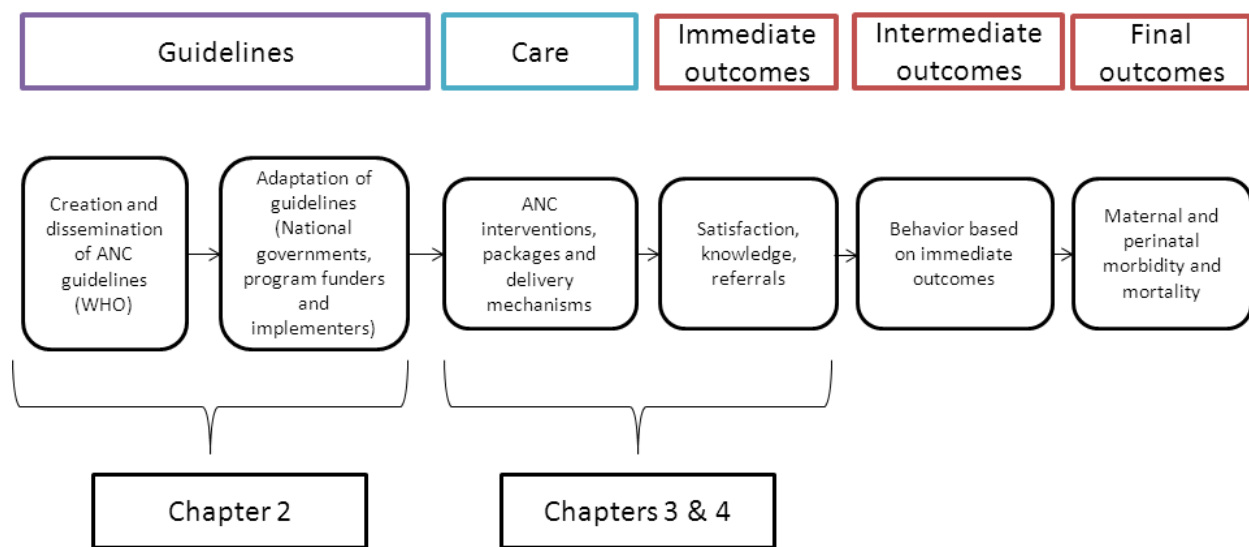 Guidelines
Care
Immediate
outcomes
Intermediate
outcomes
Final
outcomes
Creation and
dissemination
of ANC
guidelines
(WHO)
Adaptation of
guidelines
(National
governments,
program funders
and
implementers)
ANC
interventions,
packages and
delivery
mechanisms
Satisfaction,
knowledge,
referrals
Behavior based
on immediate
outcomes
Maternal and
perinatal
morbidity and
mortality
Chapter 2
Chapters 3 & 4